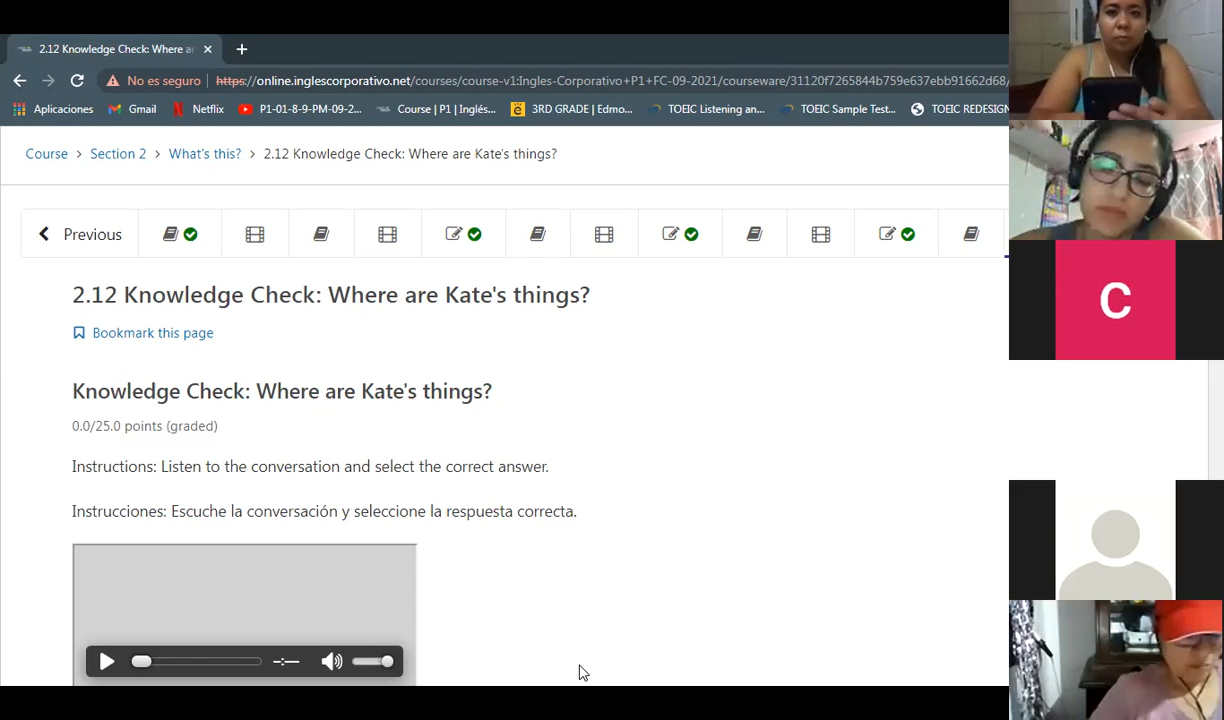 2.12 Knowledge Check: Where ar
No es seguro
https://online.inglescorporativo.net/courses/course-v1:Ingles-Corporativo+P1+FC-09-2021/courseware/31120f7265844b759e637ebb91662d68/
Aplicaciones
Gmail
Netflix
P1-01-8-9-PM-09-2...
Course | P1 | Inglés...
3RD GRADE | Edmo...
TOEIC Listening an...
TOEIC Sample Test...
TOEIC REDESIGN
Course > Section 2 > What's this? > 2.12 Knowledge Check: Where are Kate's things?
Previous
2.12 Knowledge Check: Where are Kate's things?
Bookmark this page
Knowledge Check: Where are Kate's things?
0.0/25.0 points (graded)
Instructions: Listen to the conversation and select the correct answer.
Instrucciones: Escuche la conversación y seleccione la respuesta correcta.
-:--
C